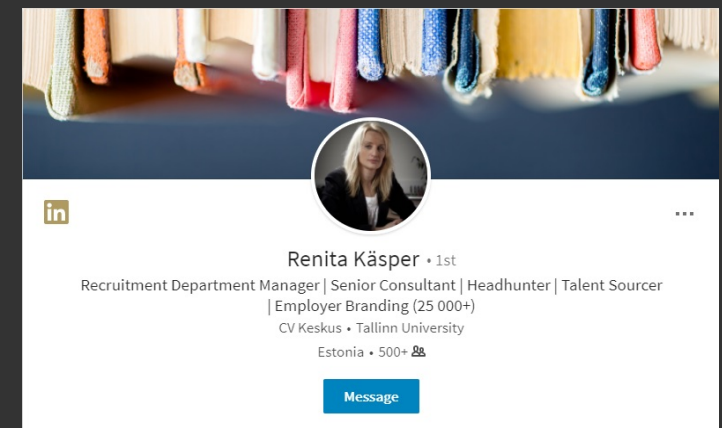 in
Renita Käsper • 1st
Recruitment Department Manager | Senior Consultant | Headhunter | Talent Sourcer
| Employer Branding (25 000+)
CV Keskus • Tallinn University
Estonia • 500+
Message